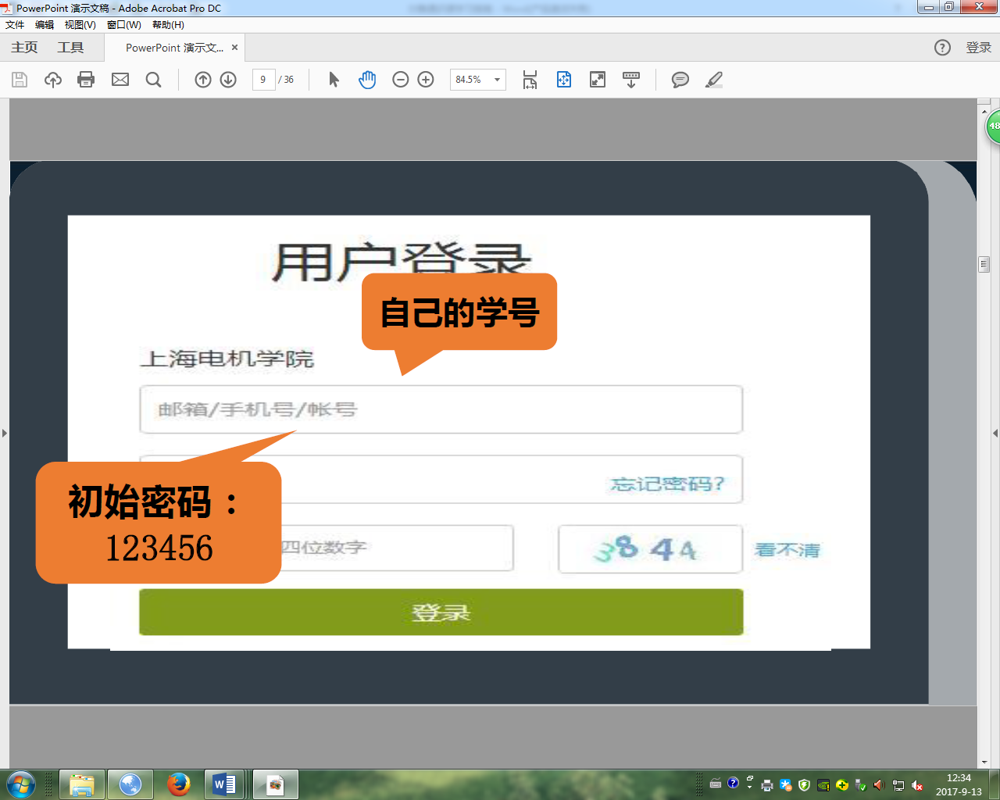 PowerPoint 演示文稿 - Adobe Acrobat Pro DC
文件 编辑 视图(V) 窗口(W) 帮助(H)
主页 工具 PowerPoint 演示文... × 登录
9 / 36 84.5%
48
用户登录
自己的学号
上海电机学院
邮箱/手机号/帐号
忘记密码?
初始密码：
123456
四位数字 3844 看不清
登录
12:34
2017-9-13